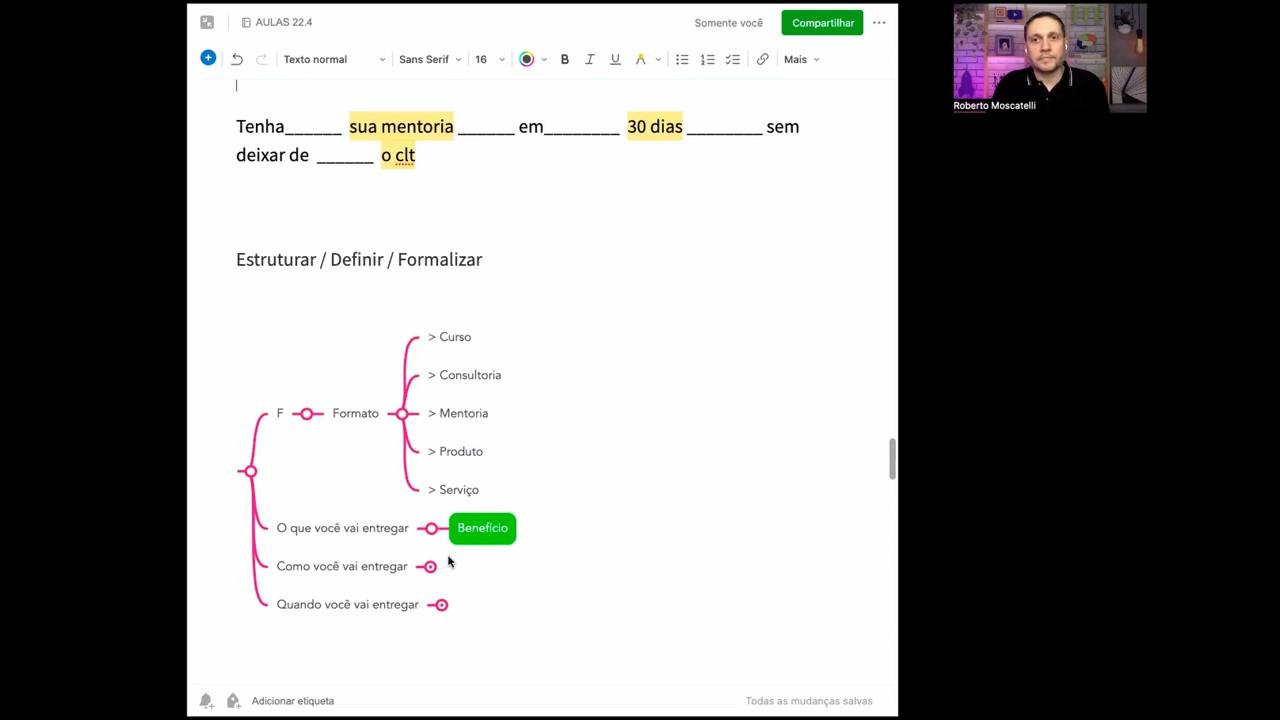 AULAS 22.4
Somente você
Compartilhar
Texto normal
Sans Serif
16
B
I
U
A
Mais
Tenha______ sua mentoria ______ em________ 30 dias ________ sem
deixar de ______ o clt
Estruturar / Definir / Formalizar
> Curso
> Consultoria
F
Formato
> Mentoria
> Produto
> Serviço
O que você vai entregar
Benefício
Como você vai entregar
Quando você vai entregar
Adicionar etiqueta
Todas as mudanças salvas
Roberto Moscatelli